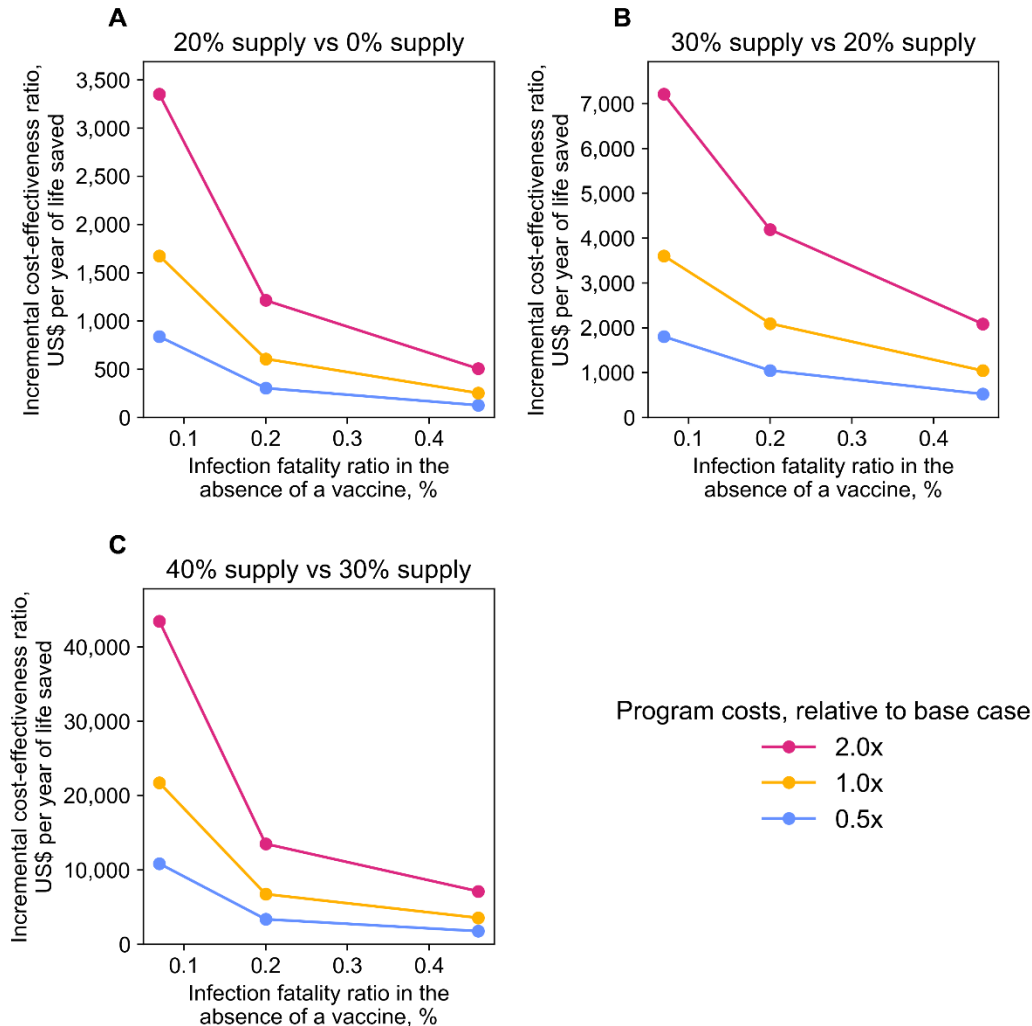 A
20% supply vs 0% supply
Incremental cost-effectiveness ratio,
US$ per year of life saved
3,500
3,000
2,500
2,000
1,500
1,000
500
0
0.1
0.2
0.3
0.4
Infection fatality ratio in the
absence of a vaccine, %
B
30% supply vs 20% supply
Incremental cost-effectiveness ratio,
US$ per year of life saved
7,000
6,000
5,000
4,000
3,000
2,000
1,000
0
0.1
0.2
0.3
0.4
Infection fatality ratio in the
absence of a vaccine, %
C
40% supply vs 30% supply
Incremental cost-effectiveness ratio,
US$ per year of life saved
40,000
30,000
20,000
10,000
0
0.1
0.2
0.3
0.4
Infection fatality ratio in the
absence of a vaccine, %
Program costs, relative to base case
2.0x
1.0x
0.5x